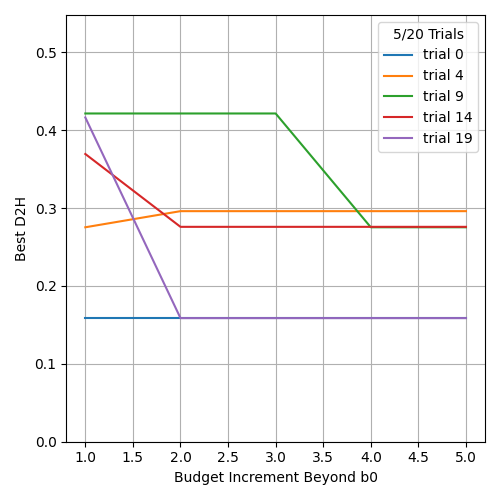 5/20 Trials
trial 0
trial 4
trial 9
trial 14
trial 19
Best D2H
0.5
0.4
0.3
0.2
0.1
0.0
1.0 1.5 2.0 2.5 3.0 3.5 4.0 4.5 5.0
Budget Increment Beyond b0